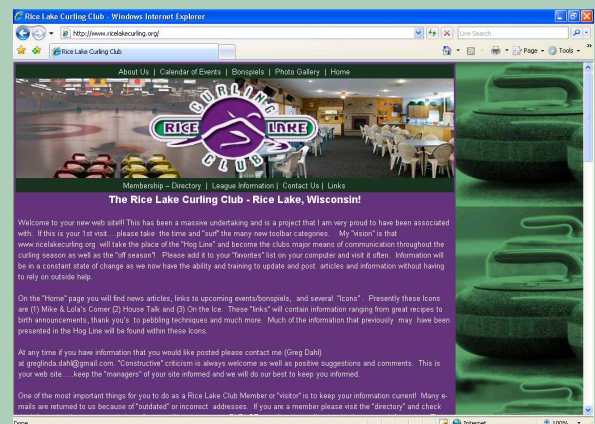 Rice Lake Curling Club - Windows Internet Explorer
http://www.ricelakecurling.org/
Live Search
Rice Lake Curling Club
Page
Tools
About Us | Calendar of Events | Bonspiels | Photo Gallery | Home
CURLING
RICE LAKE
CLUB
Membership – Directory | League Information | Contact Us | Links
The Rice Lake Curling Club - Rice Lake, Wisconsin!
Welcome to your new web site!!! This has been a massive undertaking and is a project that I am very proud to have been associated
with. If this is your 1st visit.....please take the time and "surf" the many new toolbar categories. My "vision" is that
www.ricelakecurling.org will take the place of the "Hog Line" and become the clubs major means of communication throughout the
curling season as well as the "off season"! Please add it to your "favorites" list on your computer and visit it often. Information will
be in a constant state of change as we now have the ability and training to update and post articles and information without having
to rely on outside help.
On the "Home" page you will find news articles, links to upcoming events/bonspiels, and several "Icons". Presently these Icons
are (1) Mike & Lola's Corner (2) House Talk and (3) On the Ice. These "links" will contain information ranging from great recipes to
birth announcements, thank you's to pebbling techniques and much more. Much of the information that previously may have been
presented in the Hog Line will be found within these Icons.
At any time if you have information that you would like posted please contact me (Greg Dahl)
at greglinda.dahl@gmail.com. "Constructive" criticism is always welcome as well as positive suggestions and comments. This is
your web site.....keep the "managers" of your site informed and we will do our best to keep you informed.
One of the most important things for you to do as a Rice Lake Club Member or "visitor" is to keep your information current! Many e-
mails are returned to us because of "outdated" or incorrect addresses. If you are a member please visit the "directory" and check
Done
Internet
100%